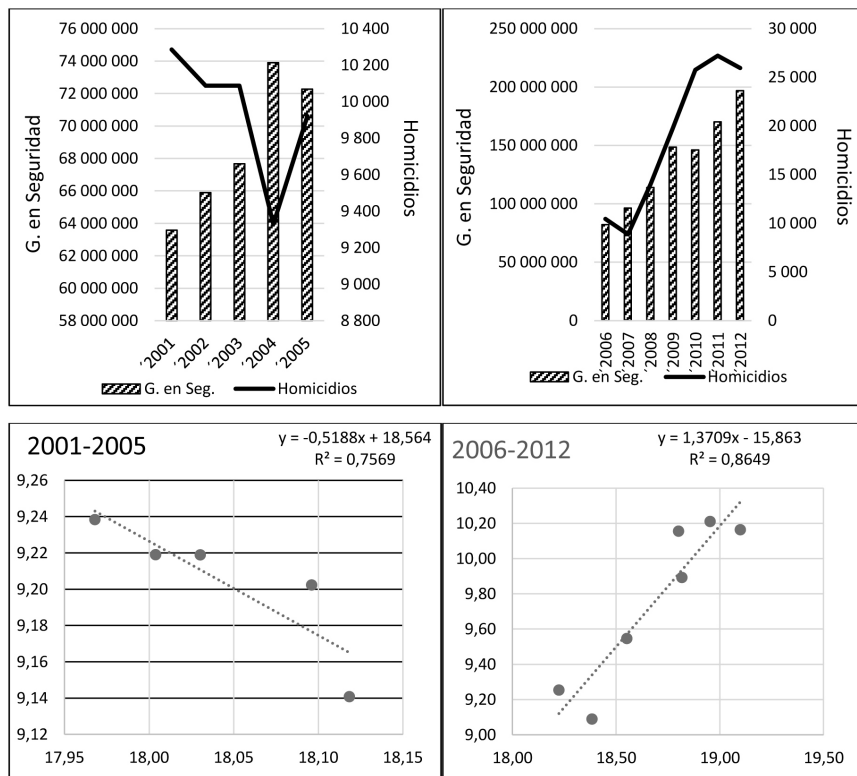 76 000 000
74 000 000
72 000 000
70 000 000
68 000 000
66 000 000
64 000 000
62 000 000
60 000 000
58 000 000
G. en Seguridad
10 400
10 200
10 000
9 800
9 600
9 400
9 200
9 000
8 800
Homicidios
‘2001
‘2002
‘2003
‘2004
‘2005
G. en Seg. Homicidios
250 000 000
200 000 000
150 000 000
100 000 000
50 000 000
0
G. en Seguridad
30 000
25 000
20 000
15 000
10 000
5 000
0
Homicidios
‘2006
‘2007
‘2008
‘2009
‘2010
‘2011
‘2012
G. en Seg. Homicidios
2001-2005
y = -0,5188x + 18,564
R² = 0,7569
9,26
9,24
9,22
9,20
9,18
9,16
9,14
9,12
17,95 18,00 18,05 18,10 18,15
2006-2012
y = 1,3709x - 15,863
R² = 0,8649
10,40
10,20
10,00
9,80
9,60
9,40
9,20
9,00
18,00 18,50 19,00 19,50